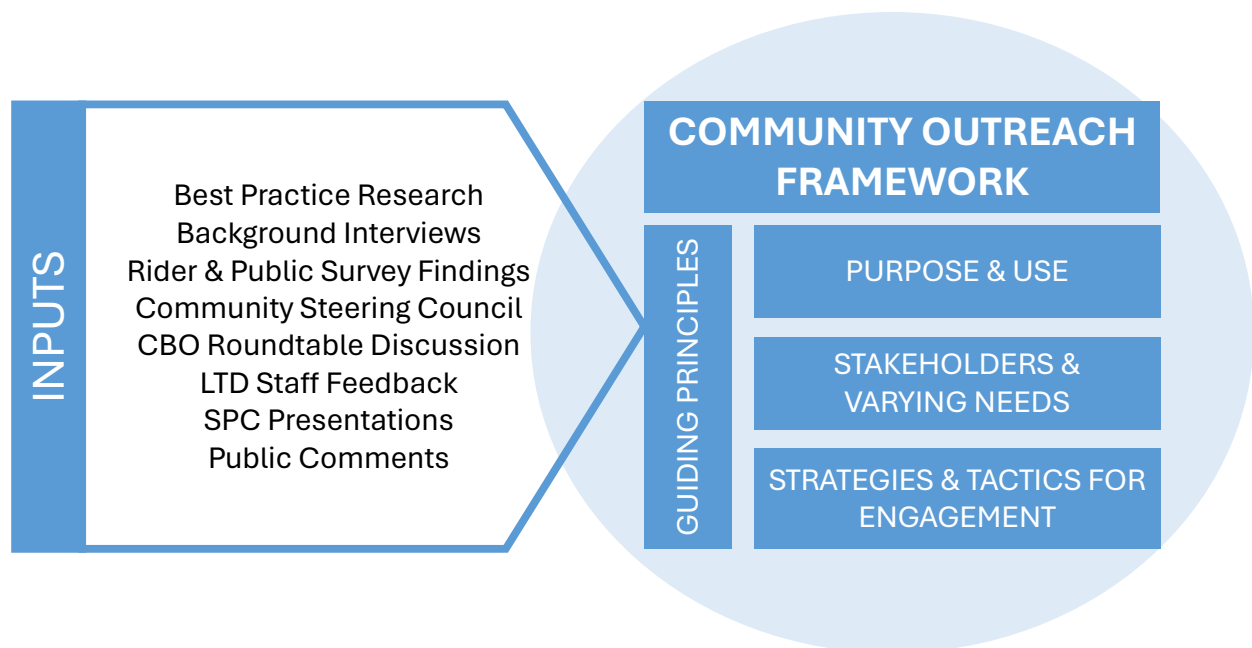 INPUTS
Best Practice Research
Background Interviews
Rider & Public Survey Findings
Community Steering Council
CBO Roundtable Discussion
LTD Staff Feedback
SPC Presentations
Public Comments
COMMUNITY OUTREACH
FRAMEWORK
GUIDING PRINCIPLES
PURPOSE & USE
STAKEHOLDERS &
VARYING NEEDS
STRATEGIES & TACTICS FOR
ENGAGEMENT